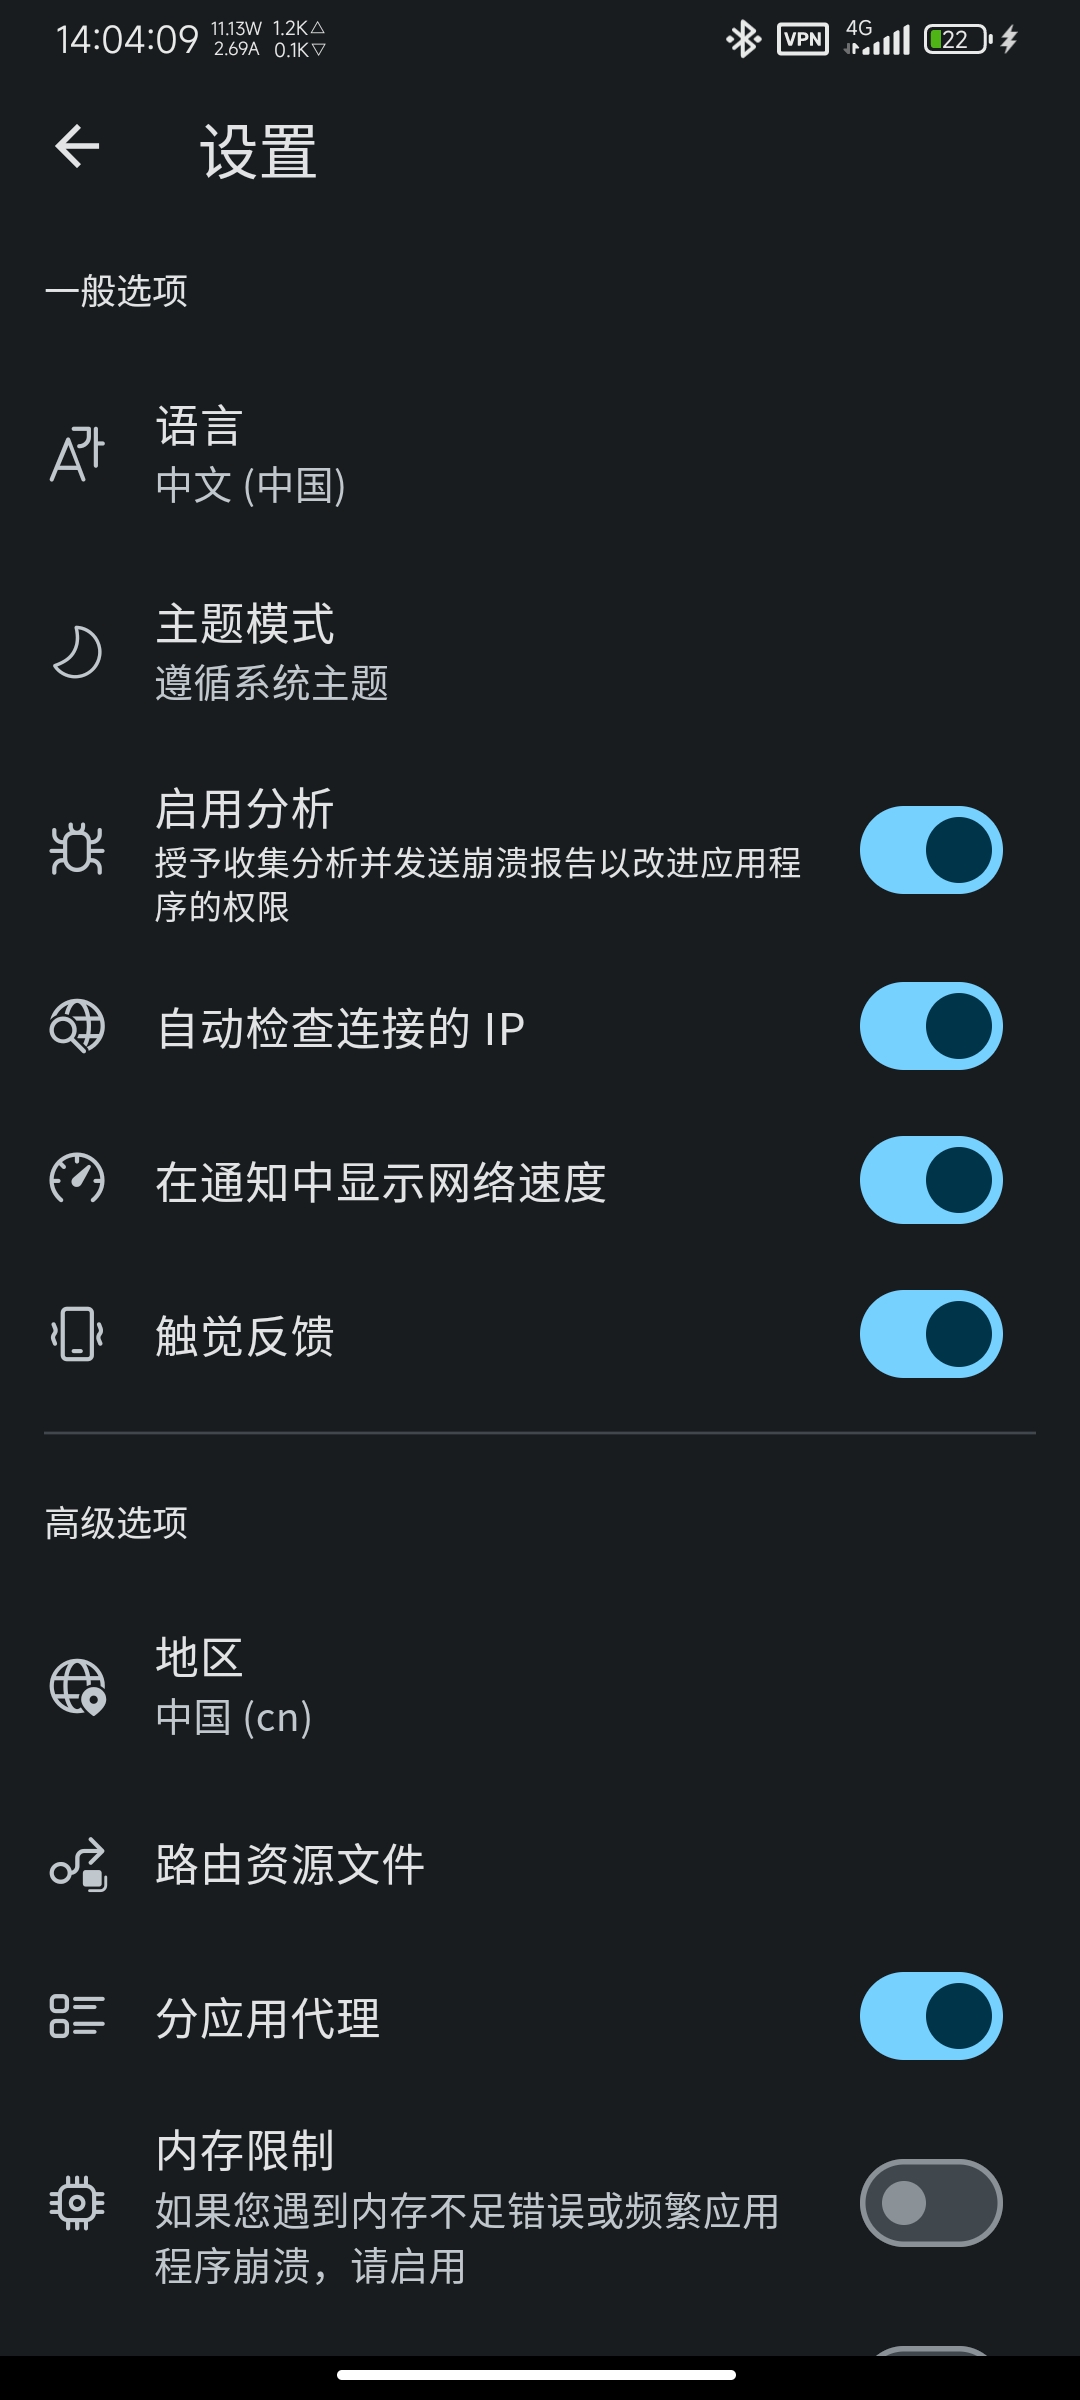 14:04:09 11.13W 1.2K△ VPN 4G 22
2.69A 0.1K▽
设置
一般选项
语言
中文 (中国)
主题模式
遵循系统主题
启用分析
授予收集分析并发送崩溃报告以改进应用程
序的权限
自动检查连接的 IP
在通知中显示网络速度
触觉反馈
高级选项
地区
中国 (cn)
路由资源文件
分应用代理
内存限制
如果您遇到内存不足错误或频繁应用
程序崩溃，请启用